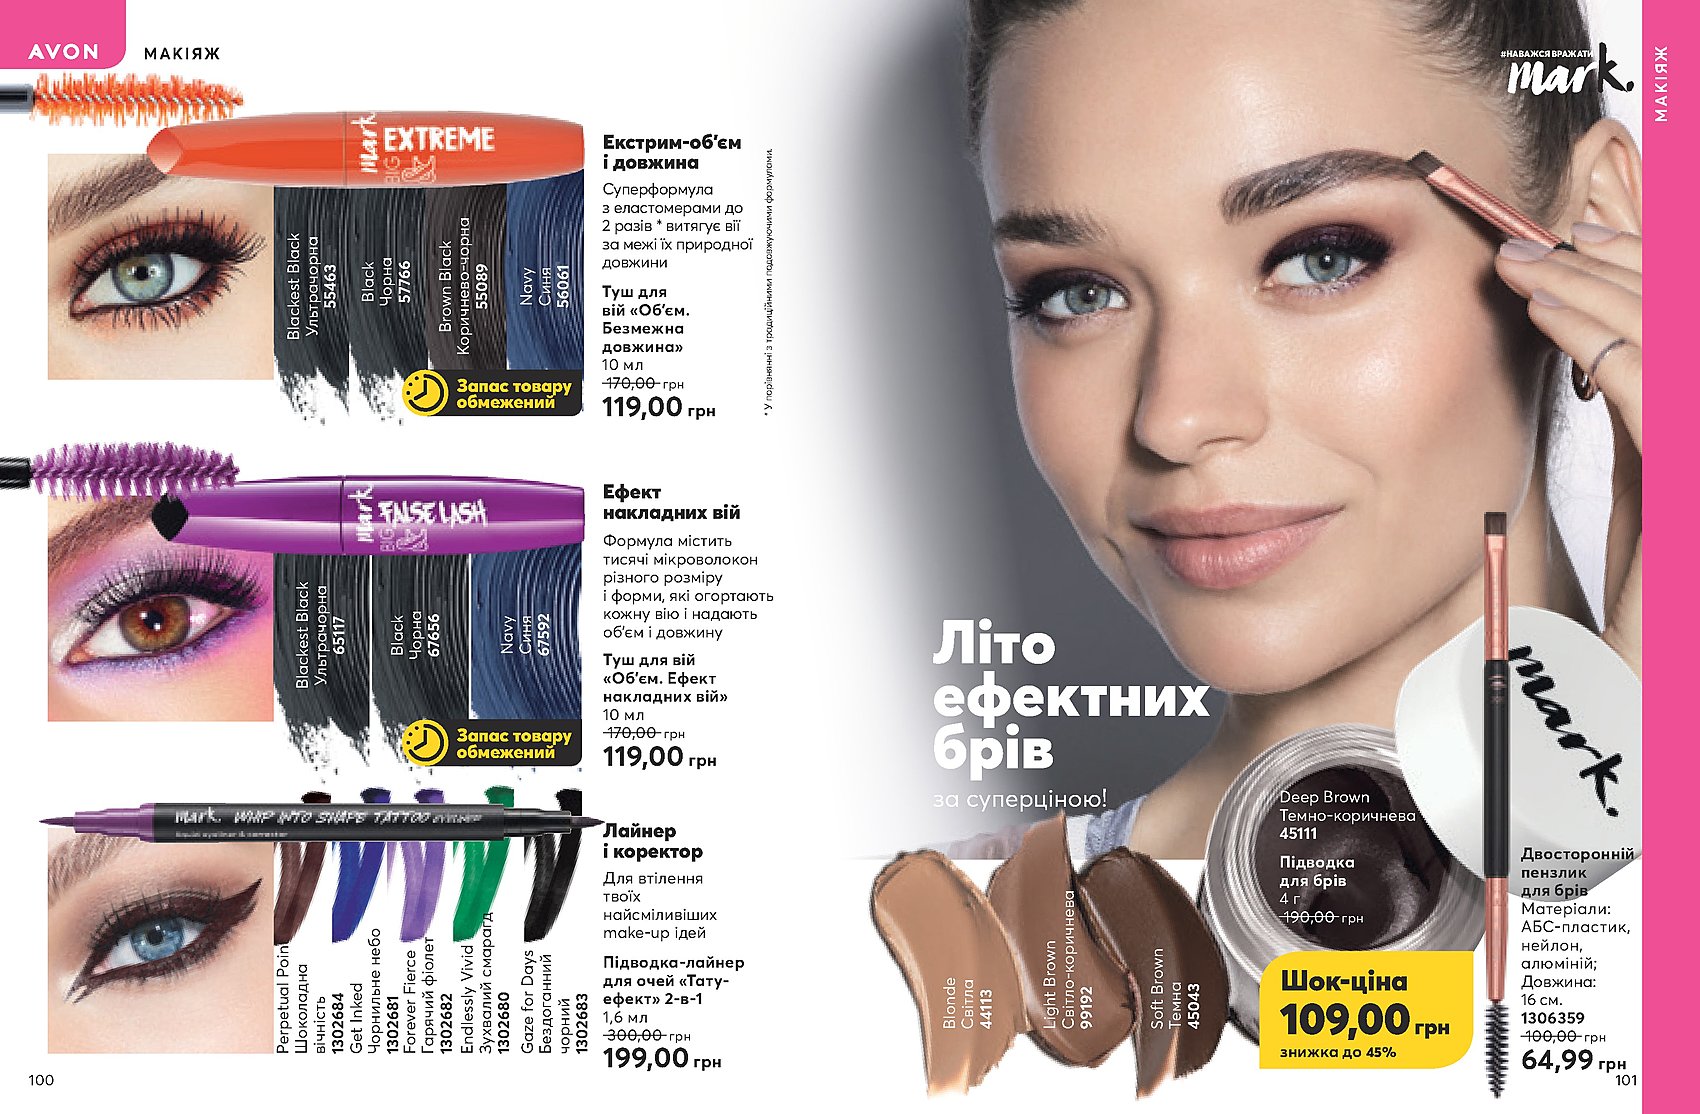 AVON
МАКІЯЖ
mark.
BIG
& EXTREME
Blackest Black
Ультрачорна
55463
Black
Чорна
57766
Brown Black
Коричнево-чорна
55089
Navy
Синя
56061
Запас товару
обмежений
Екстрим-об'єм
і довжина
Суперформула
з еластомерами до
2 разів * витягує вії
за межі їх природної
довжини
Туш для
вій «Об'єм.
Безмежна
довжина»
10 мл
170,00 грн
119,00 грн
* У порівнянні з традиційними подовжуючими формулами.
mark.
BIG
& FALSE LASH
Blackest Black
Ультрачорна
65117
Black
Чорна
67656
Navy
Синя
67592
Запас товару
обмежений
Ефект
накладних вій
Формула містить
тисячі мікроволокон
різного розміру
і форми, які огортають
кожну вію і надають
об'єм і довжину
Туш для вій
«Об'єм. Ефект
накладних вій»
10 мл
170,00 грн
119,00 грн
mark. WHIP INTO SHAPE TATTOO EYELINER
liquid eyeliner & corrector
Perpetual Poin
Шоколадна
вічність
1302684
Get Inked
Чорнильне небо
1302681
Forever Fierce
Гарячий фіолет
1302682
Endlessly Vivid
Зухвалий смарагд
1302680
Gaze for Days
Бездоганний
чорний
1302683
Лайнер
і коректор
Для втілення
твоїх
найсміливіших
make-up ідей
Підводка-лайнер
для очей «Тату-
ефект» 2-в-1
1,6 мл
300,00 грн
199,00 грн
100
#НАВАЖСЯВРАЖАТИ
mark.
МАКІЯЖ
Літо
ефектних
брів
за суперціною!
mark.
Blonde
Світла
44113
Light Brown
Світло-коричнева
99192
Soft Brown
Темна
45043
Deep Brown
Темно-коричнева
45111
Підводка
для брів
4 г
190,00 грн
Шок-ціна
109,00 грн
знижка до 45%
Двосторонній
пензлик
для брів
Матеріали:
АБС-пластик,
нейлон,
алюміній;
Довжина:
16 см.
1306359
100,00 грн
64,99 грн
101